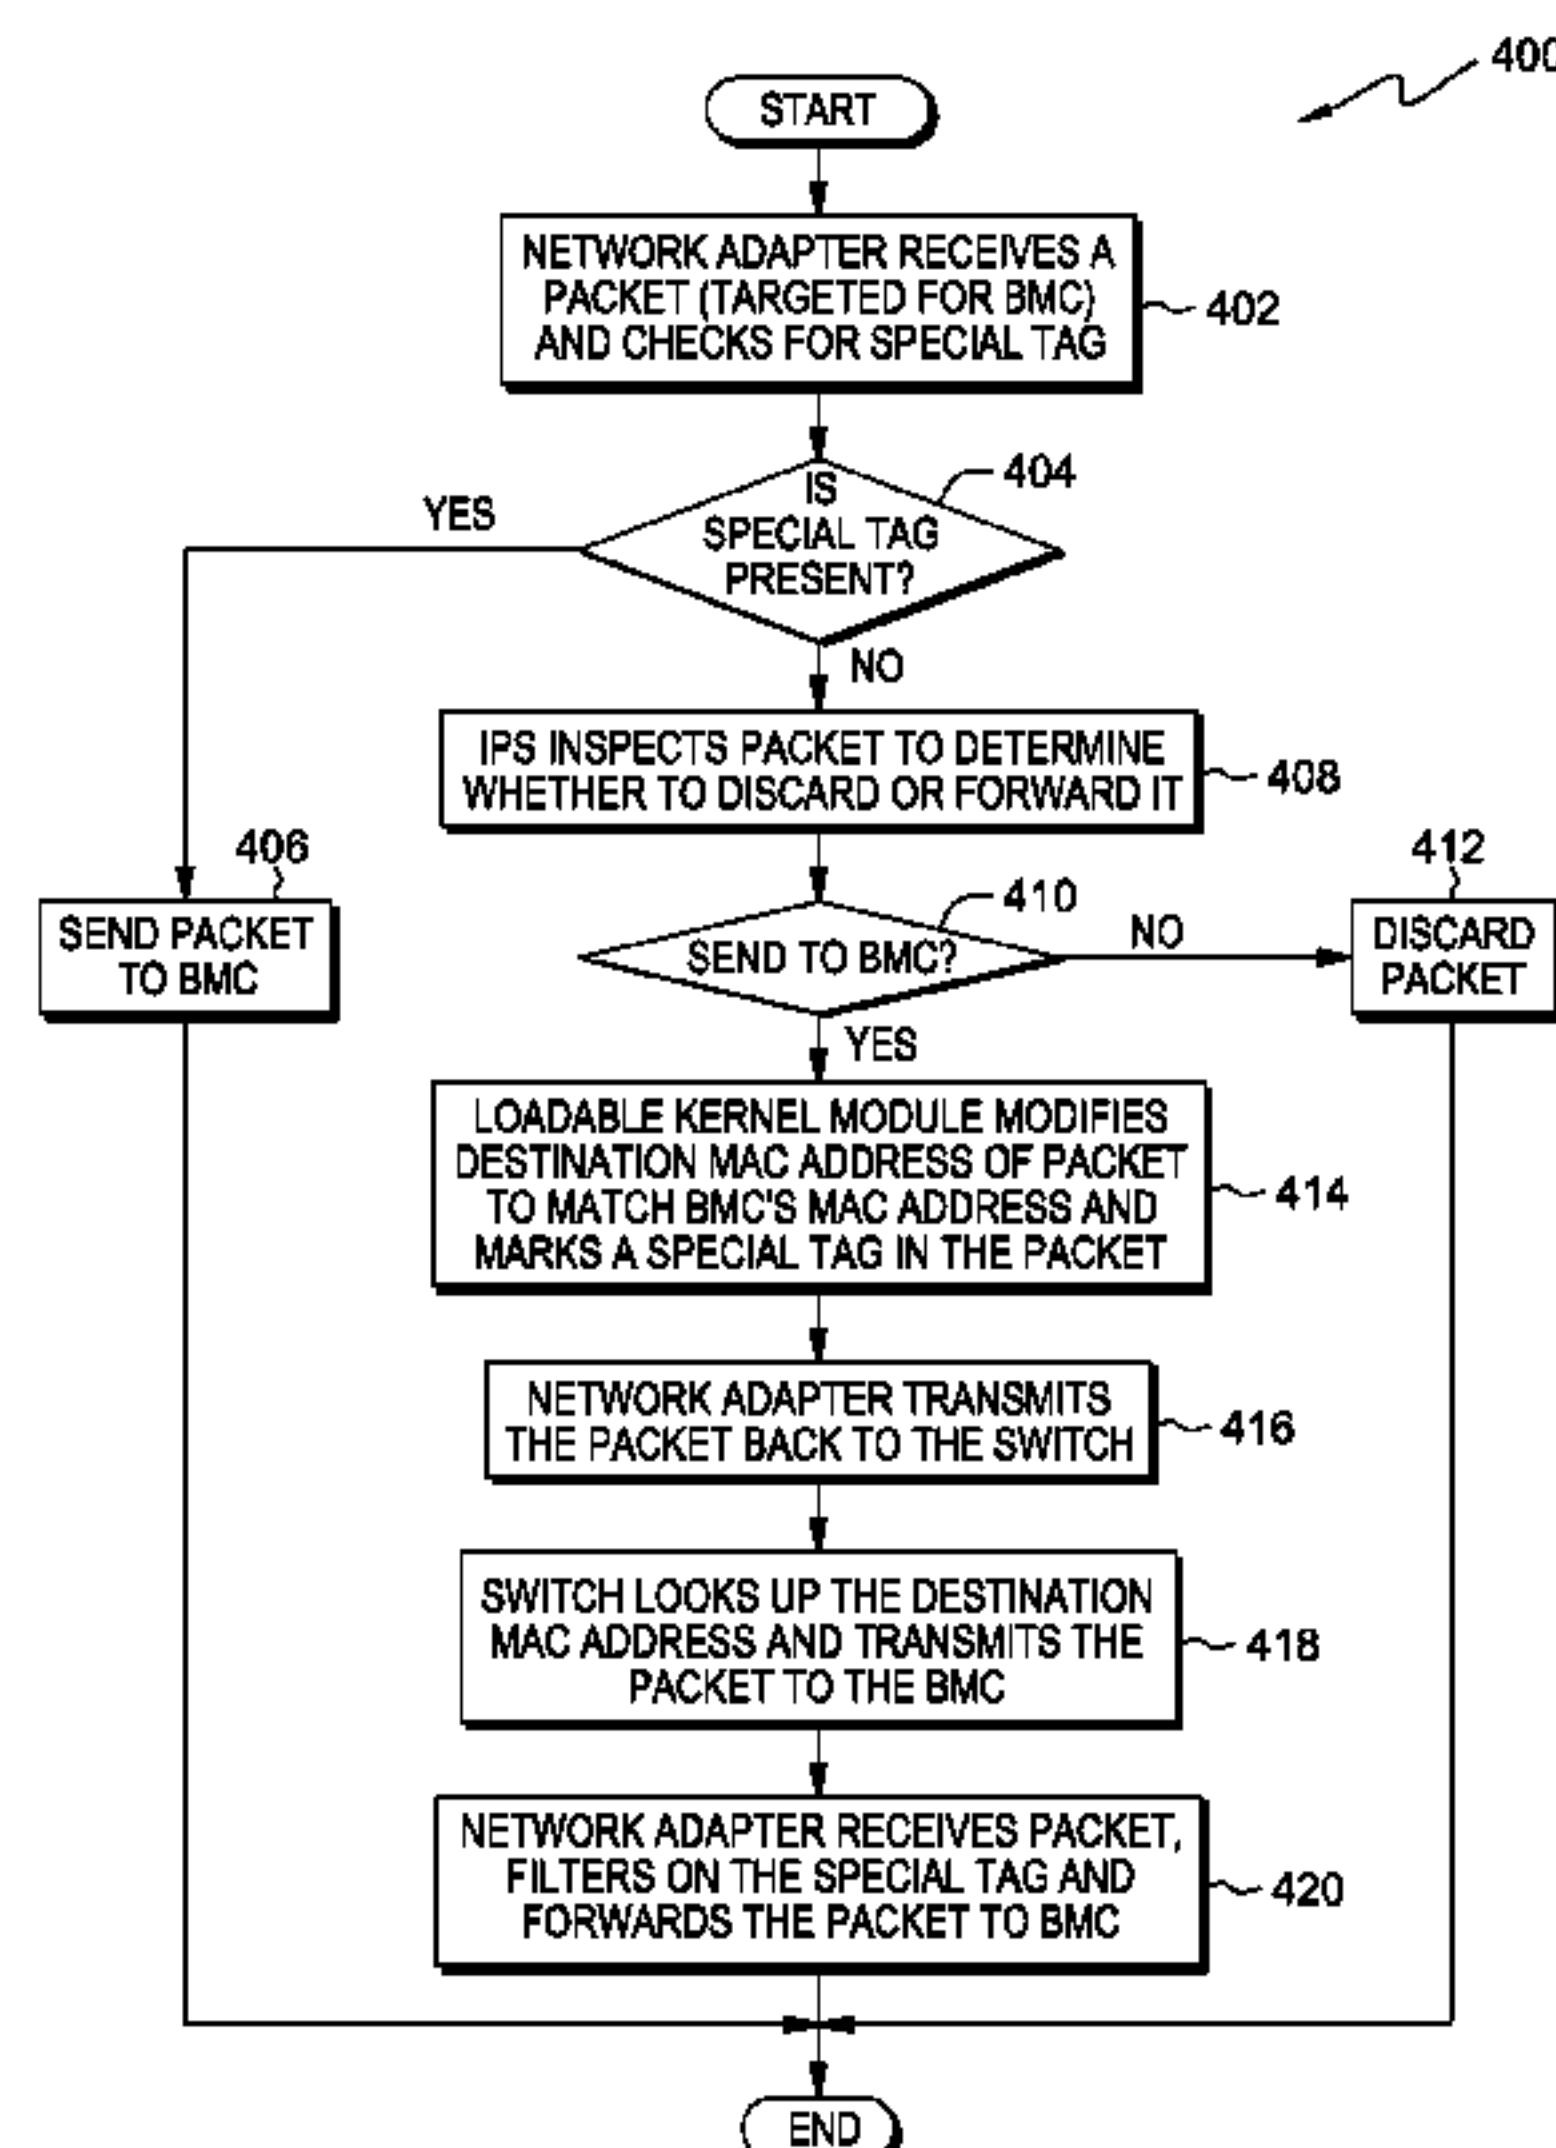 400
START
NETWORK ADAPTER RECEIVES A
PACKET (TARGETED FOR BMC)
AND CHECKS FOR SPECIAL TAG
402
404
IS
SPECIAL TAG
PRESENT?
YES
NO
IPS INSPECTS PACKET TO DETERMINE
WHETHER TO DISCARD OR FORWARD IT
408
406
SEND PACKET
TO BMC
410
SEND TO BMC?
NO
412
DISCARD
PACKET
YES
LOADABLE KERNEL MODULE MODIFIES
DESTINATION MAC ADDRESS OF PACKET
TO MATCH BMC'S MAC ADDRESS AND
MARKS A SPECIAL TAG IN THE PACKET
414
NETWORK ADAPTER TRANSMITS
THE PACKET BACK TO THE SWITCH
416
SWITCH LOOKS UP THE DESTINATION
MAC ADDRESS AND TRANSMITS THE
PACKET TO THE BMC
418
NETWORK ADAPTER RECEIVES PACKET,
FILTERS ON THE SPECIAL TAG AND
FORWARDS THE PACKET TO BMC
420
END